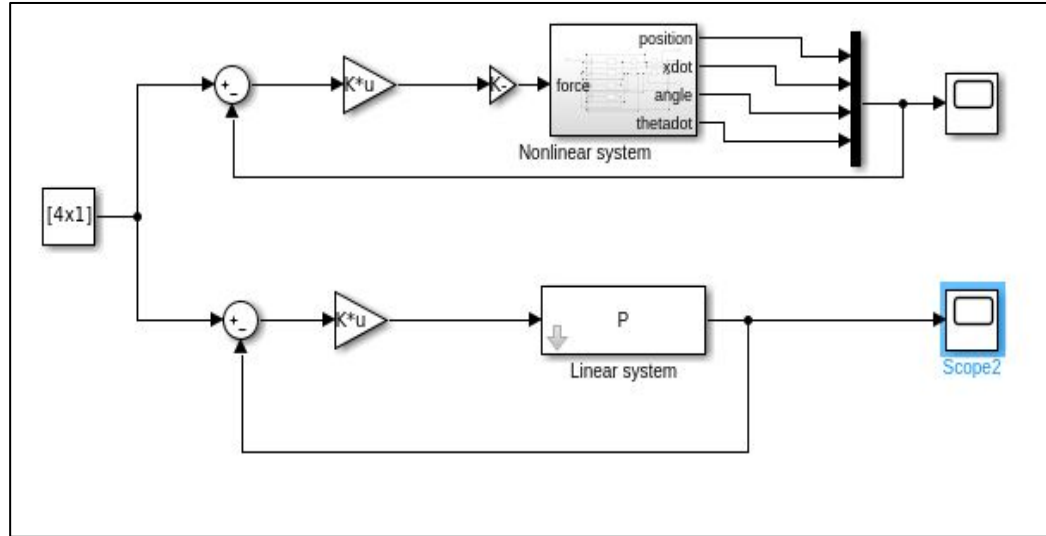 position
xdot
angle
thetadot
force
+
_
K*u
K-
Nonlinear system
[4x1]
+
_
K*u
P
Linear system
Scope2